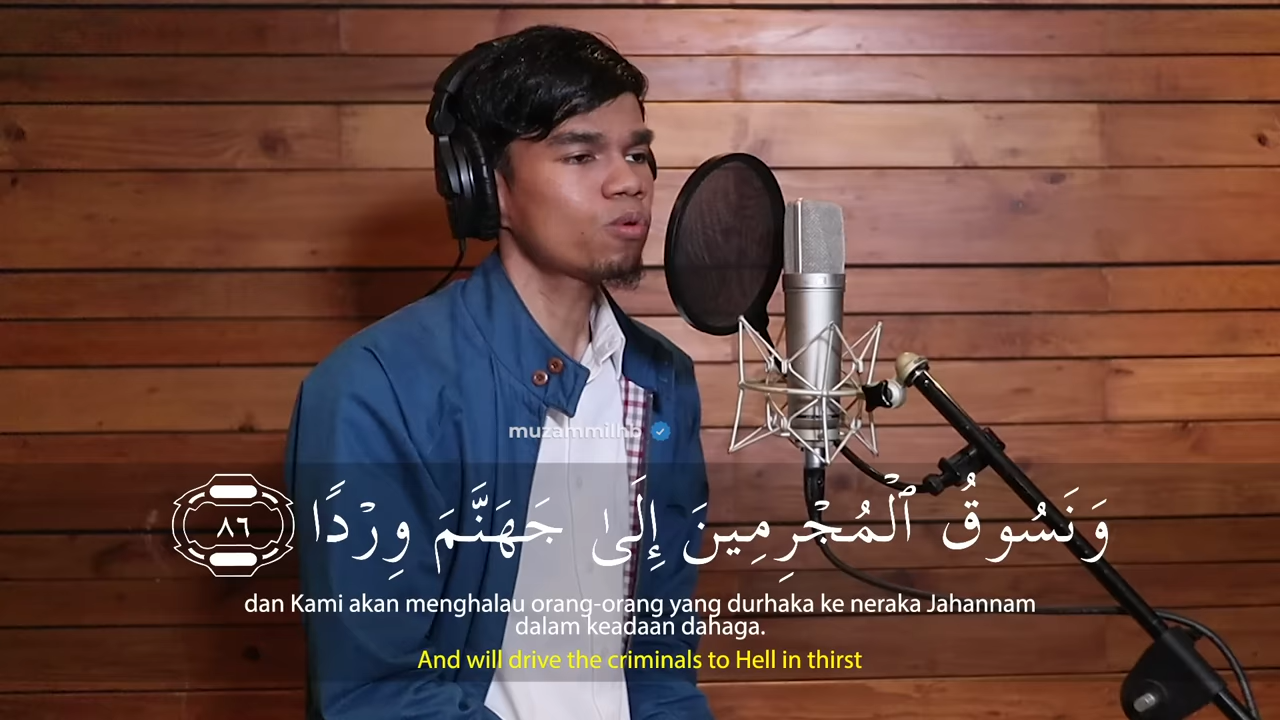 muzammilhb
وَنَسُوقُ ٱلْمُجْرِمِينَ إِلَىٰ جَهَنَّمَ وِرْدًا ٨٦
dan Kami akan menghalau orang-orang yang durhaka ke neraka Jahannam
dalam keadaan dahaga.
And will drive the criminals to Hell in thirst